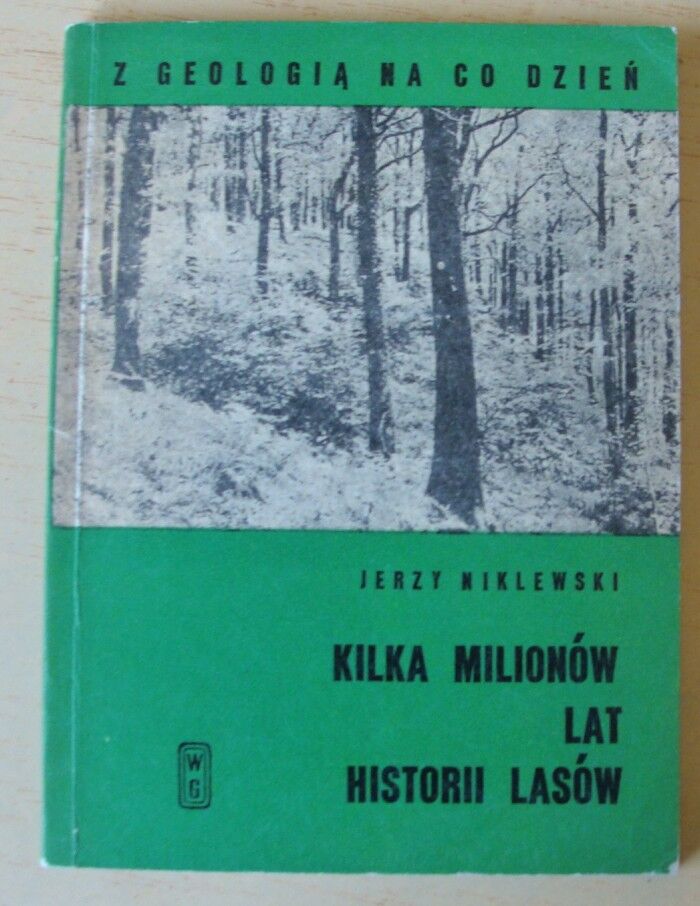 Z GEOLOGIĄ NA CO DZIEŃ
JERZY NIKLEWSKI
KILKA MILIONÓW
LAT
HISTORII LASÓW
W
G